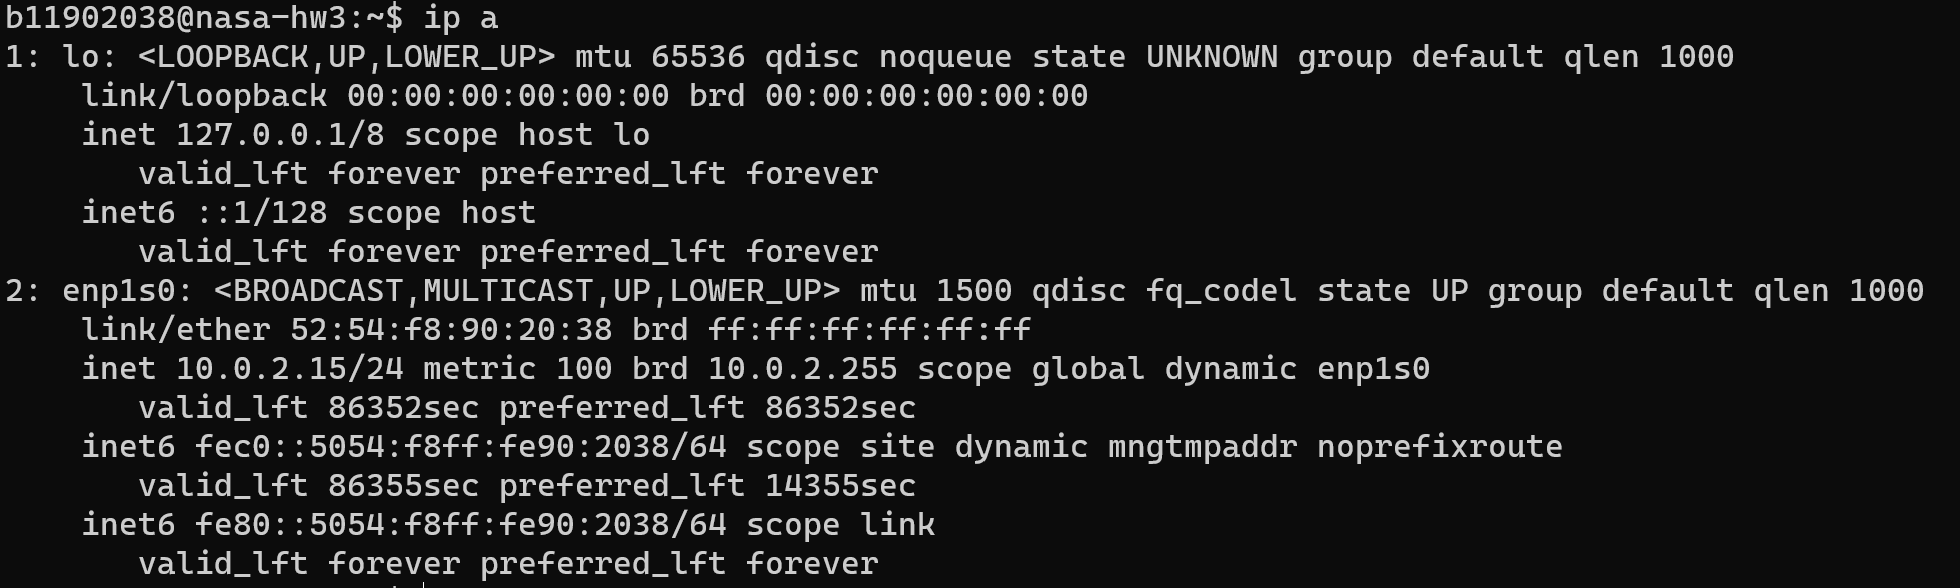 b11902038@nasa-hw3:~$ ip a
1: lo: <LOOPBACK,UP,LOWER_UP> mtu 65536 qdisc noqueue state UNKNOWN group default qlen 1000
    link/loopback 00:00:00:00:00:00 brd 00:00:00:00:00:00
    inet 127.0.0.1/8 scope host lo
       valid_lft forever preferred_lft forever
    inet6 ::1/128 scope host
       valid_lft forever preferred_lft forever
2: enp1s0: <BROADCAST,MULTICAST,UP,LOWER_UP> mtu 1500 qdisc fq_codel state UP group default qlen 1000
    link/ether 52:54:f8:90:20:38 brd ff:ff:ff:ff:ff:ff
    inet 10.0.2.15/24 metric 100 brd 10.0.2.255 scope global dynamic enp1s0
       valid_lft 86352sec preferred_lft 86352sec
    inet6 fec0::5054:f8ff:fe90:2038/64 scope site dynamic mngtmpaddr noprefixroute
       valid_lft 86355sec preferred_lft 14355sec
    inet6 fe80::5054:f8ff:fe90:2038/64 scope link
       valid_lft forever preferred_lft forever